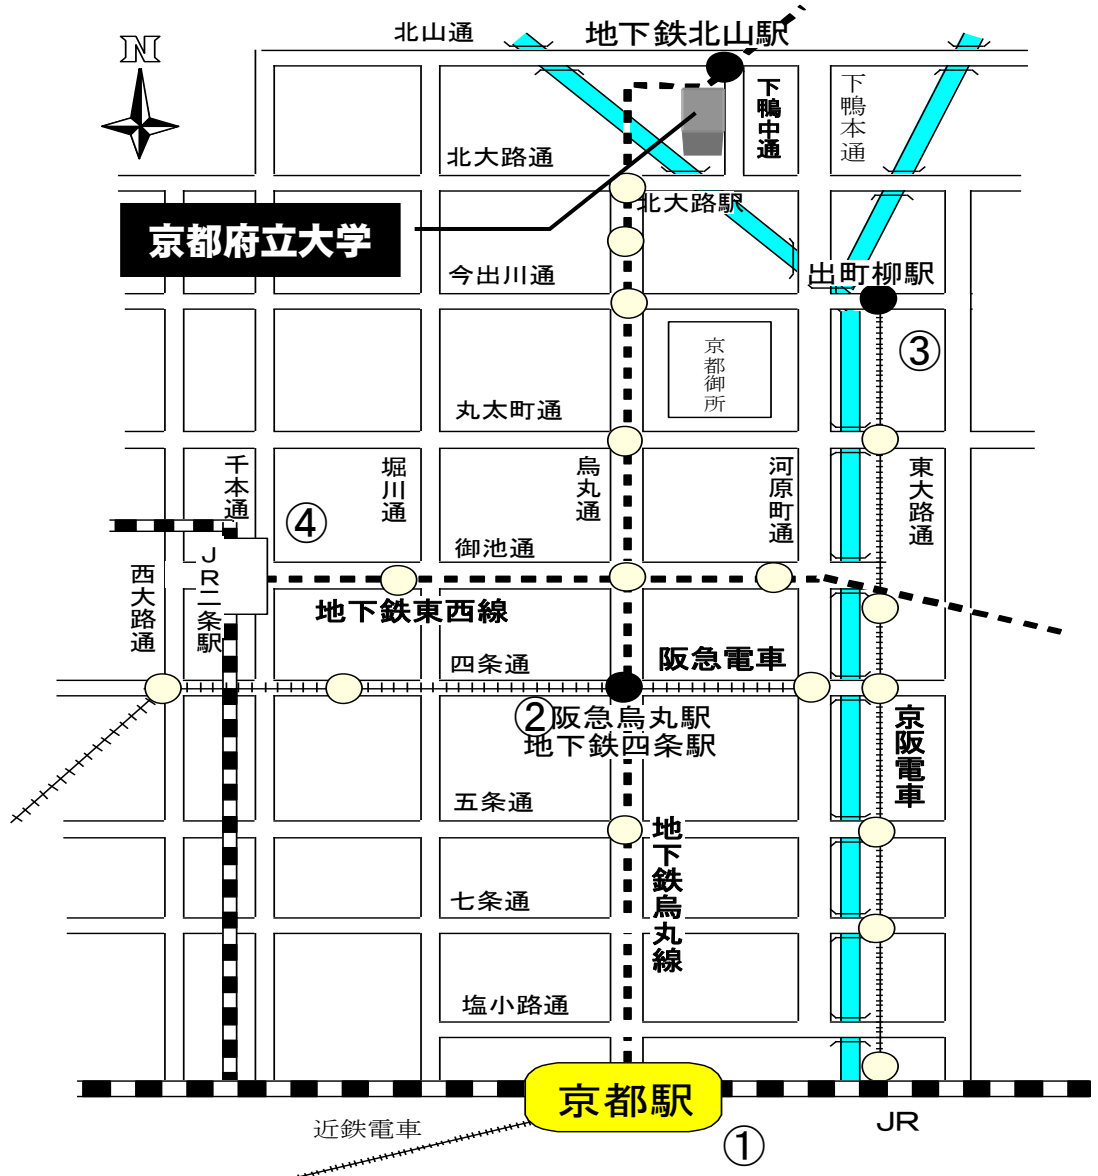 北山通
地下鉄北山駅
N
下鴨中通
下鴨本通
北大路通
北大路駅
京都府立大学
今出川通
出町柳駅
③
京都御所
丸太町通
千本通
堀川通
烏丸通
河原町通
東大路通
④
御池通
JR二条駅
西大路通
地下鉄東西線
四条通
阪急電車
②
阪急烏丸駅
地下鉄四条駅
京阪電車
五条通
地下鉄烏丸線
七条通
塩小路通
京都駅
近鉄電車
JR
①